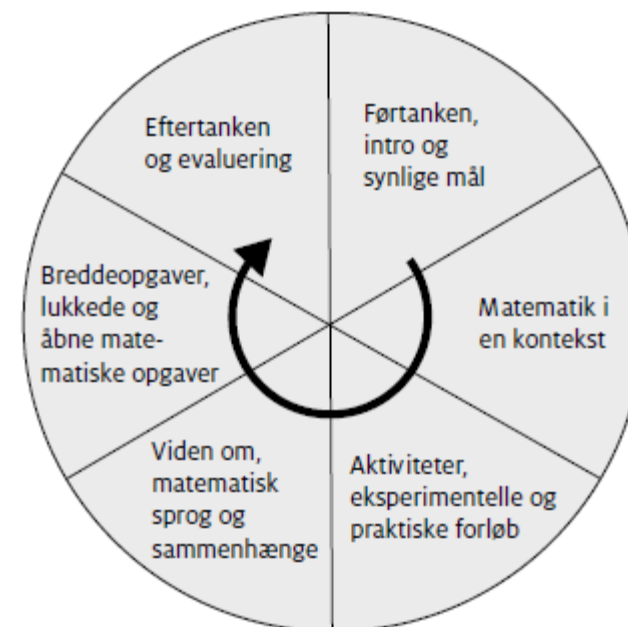 Førtanken,
intro og
synlige mål
Matematik i
en kontekst
Aktiviteter,
eksperimentelle og
praktiske forløb
Viden om,
matematisk
sprog og
sammenhænge
Breddeopgaver,
lukkede og
åbne mate-
matiske opgaver
Eftertanken
og evaluering